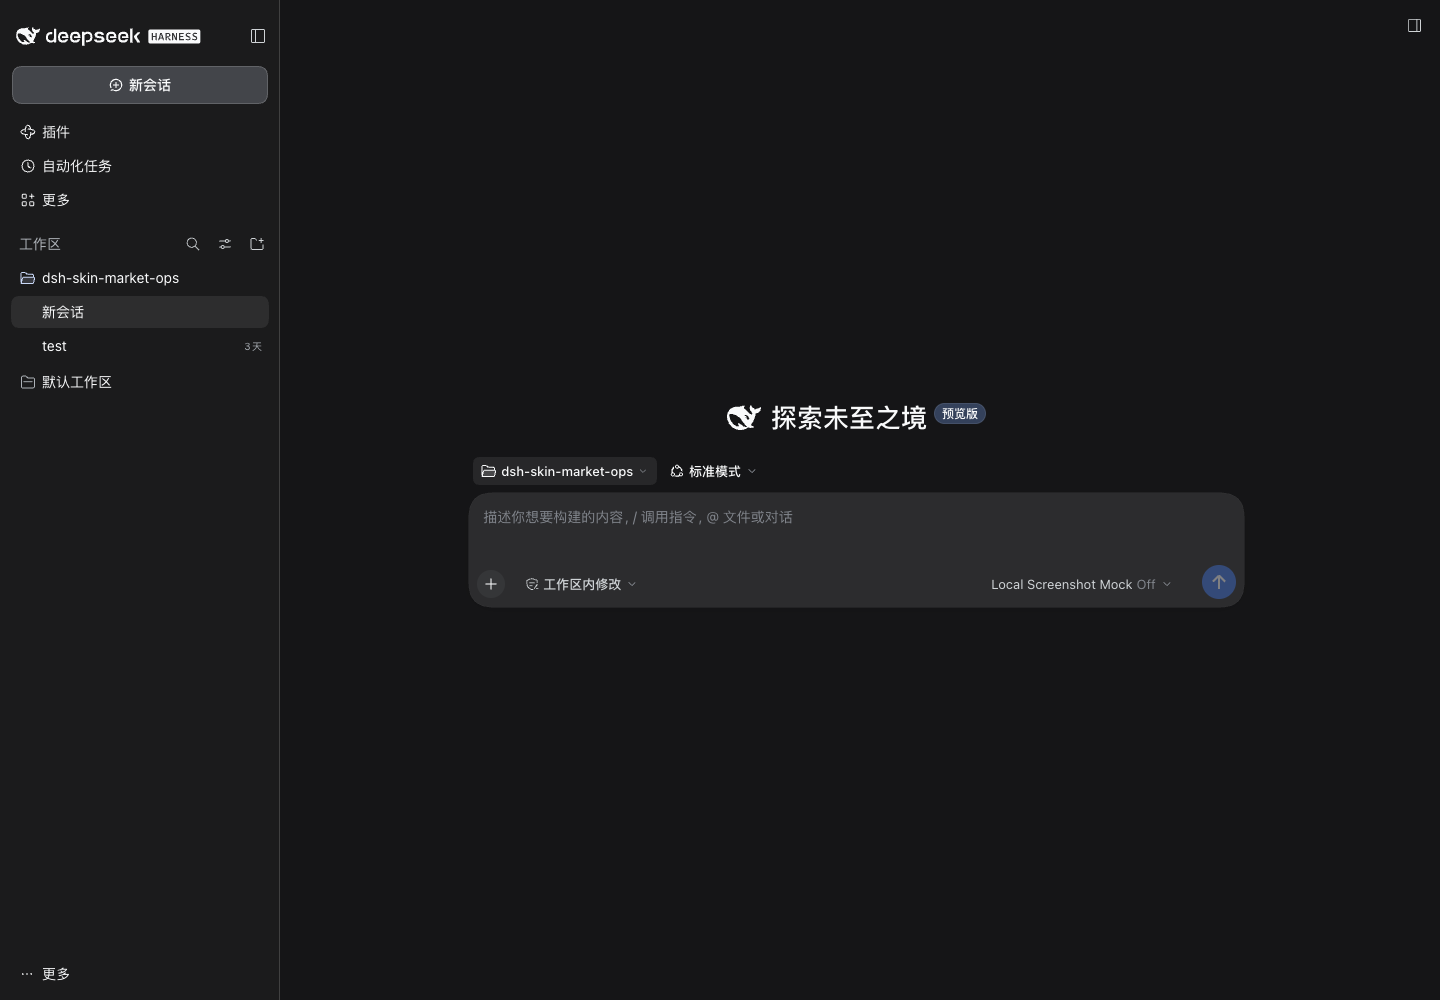 deepseek HARNESS
新会话
插件
自动化任务
更多
工作区
dsh-skin-market-ops
新会话
test 3 天
默认工作区
更多
探索未至之境 预览版
dsh-skin-market-ops 标准模式
描述你想要构建的内容, / 调用指令, @ 文件或对话
工作区内修改 Local Screenshot Mock Off